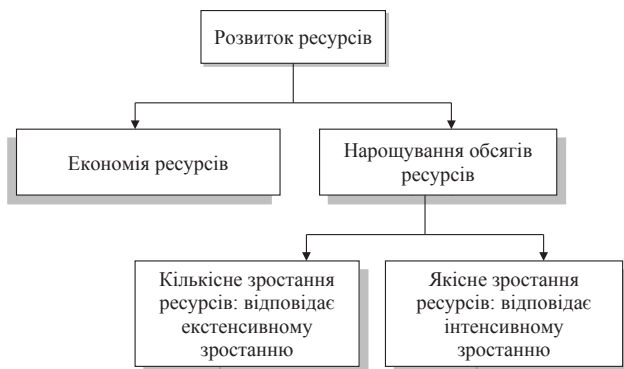 Розвиток ресурсів
Економія ресурсів
Нарощування обсягів
ресурсів
Кількісне зростання
ресурсів: відповідає
екстенсивному
зростанню
Якісне зростання
ресурсів: відповідає
інтенсивному
зростанню